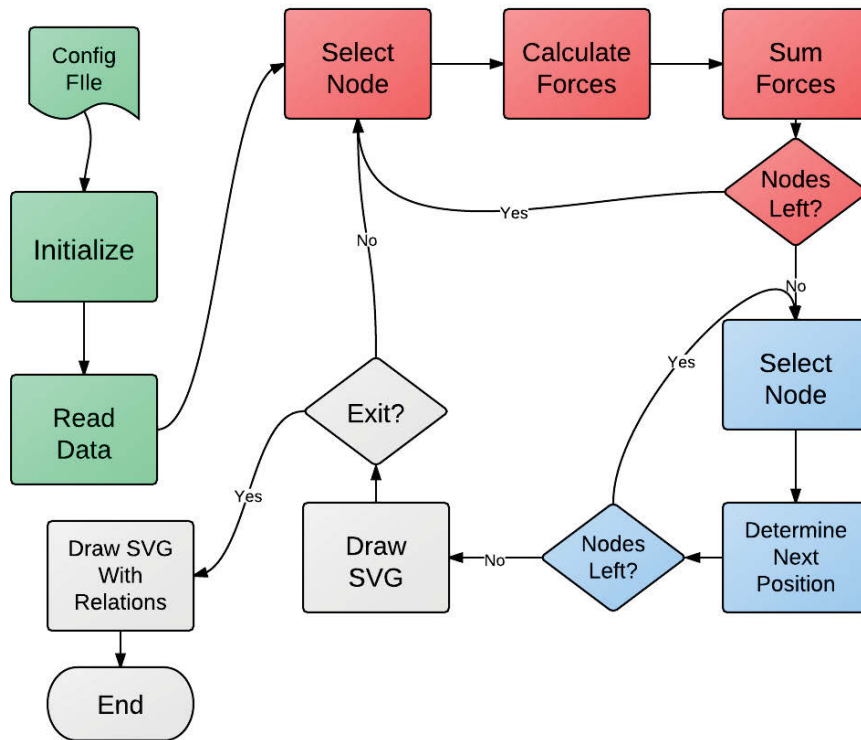 Config
FIle
Initialize
Read
Data
Select
Node
Calculate
Forces
Sum
Forces
Nodes
Left?
Yes
No
No
Select
Node
Yes
Determine
Next
Position
Nodes
Left?
No
Draw
SVG
Exit?
Yes
Draw SVG
With
Relations
End